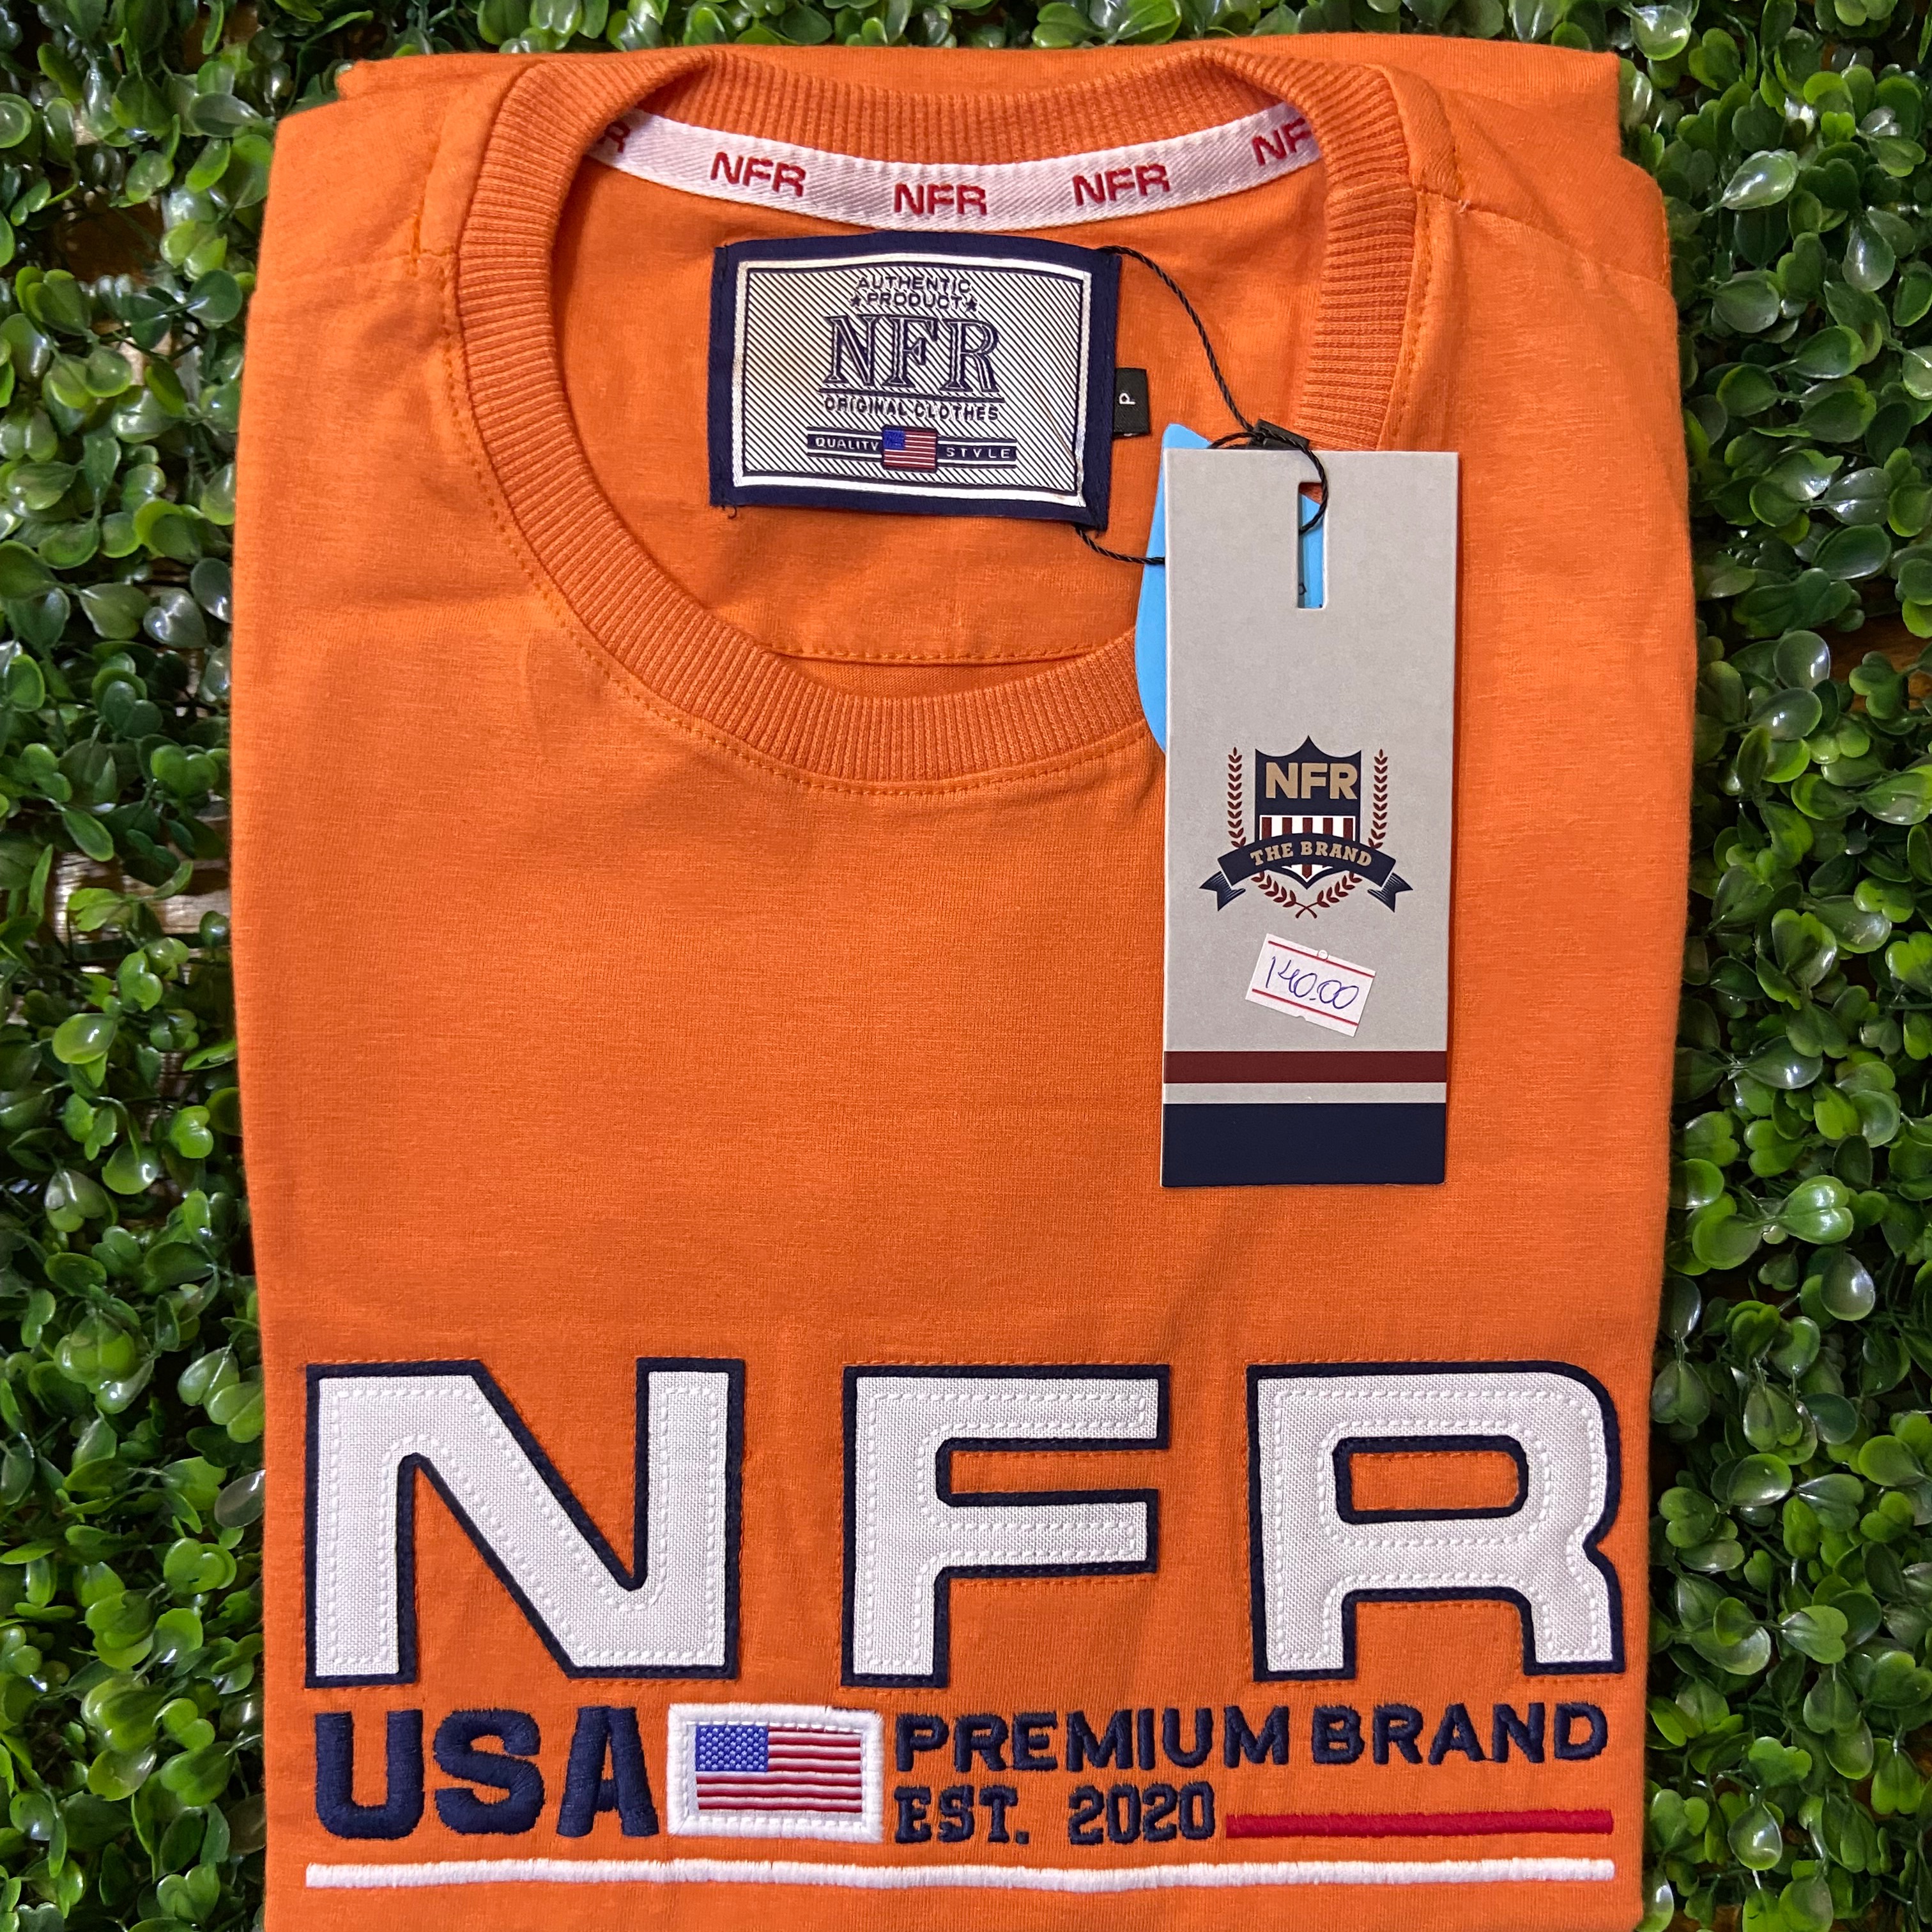 NFR NFR NFR
AUTHENTIC
★PRODUCT★
NFR
ORIGINAL CLOTHES
QUALITY STYLE
P
NFR
THE BRAND
140.00
NFR
USA PREMIUM BRAND
EST. 2020